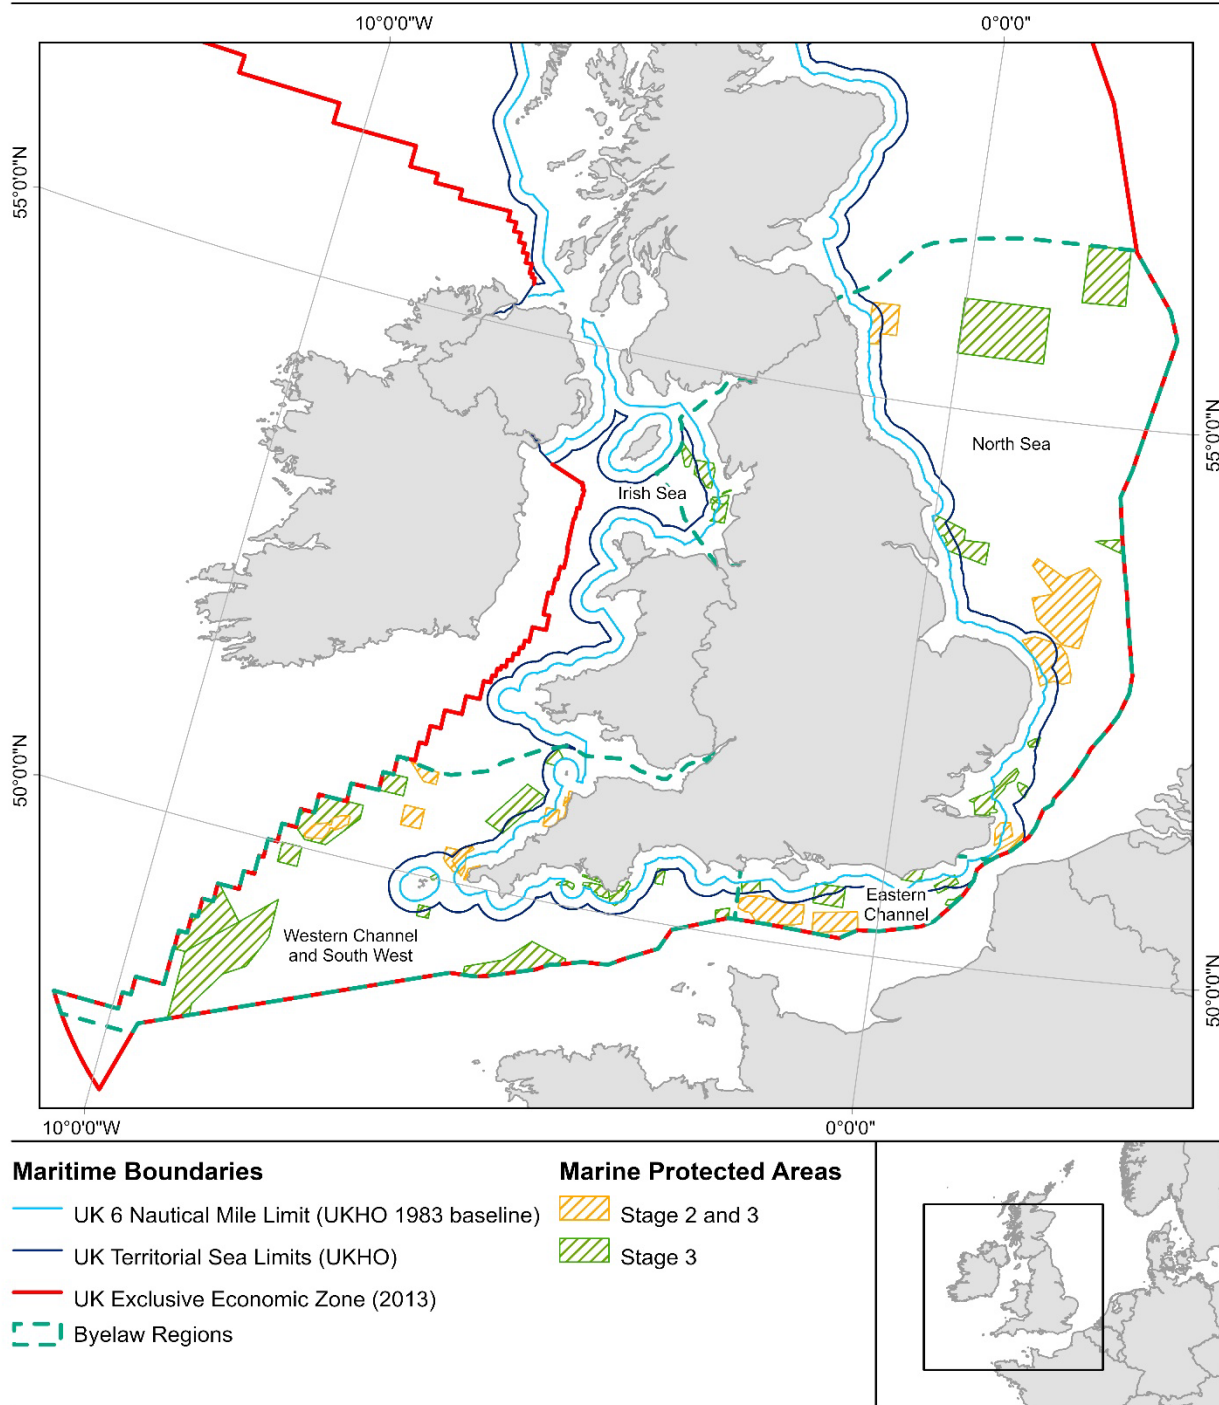 10°0'0"W
0°0'0"
55°0'0"N
55°0'0"N
North Sea
Irish Sea
50°0'0"N
Eastern
Channel
Western Channel
and South West
50°0'0"N
10°0'0"W
0°0'0"
Maritime Boundaries
UK 6 Nautical Mile Limit (UKHO 1983 baseline)
UK Territorial Sea Limits (UKHO)
UK Exclusive Economic Zone (2013)
Byelaw Regions
Marine Protected Areas
Stage 2 and 3
Stage 3